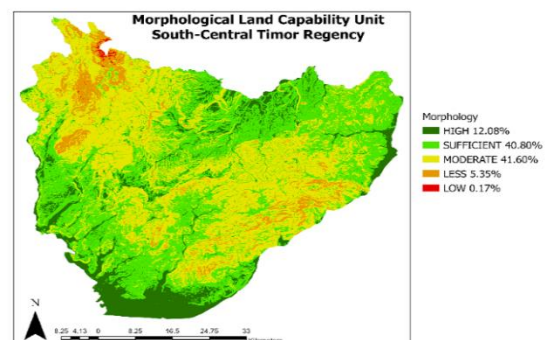 Morphological Land Capability Unit
South-Central Timor Regency
Morphology
HIGH 12.08%
SUFFICIENT 40.80%
MODERATE 41.60%
LESS 5.35%
LOW 0.17%
N
8.25 4.13 0 8.25 16.5 24.75 33